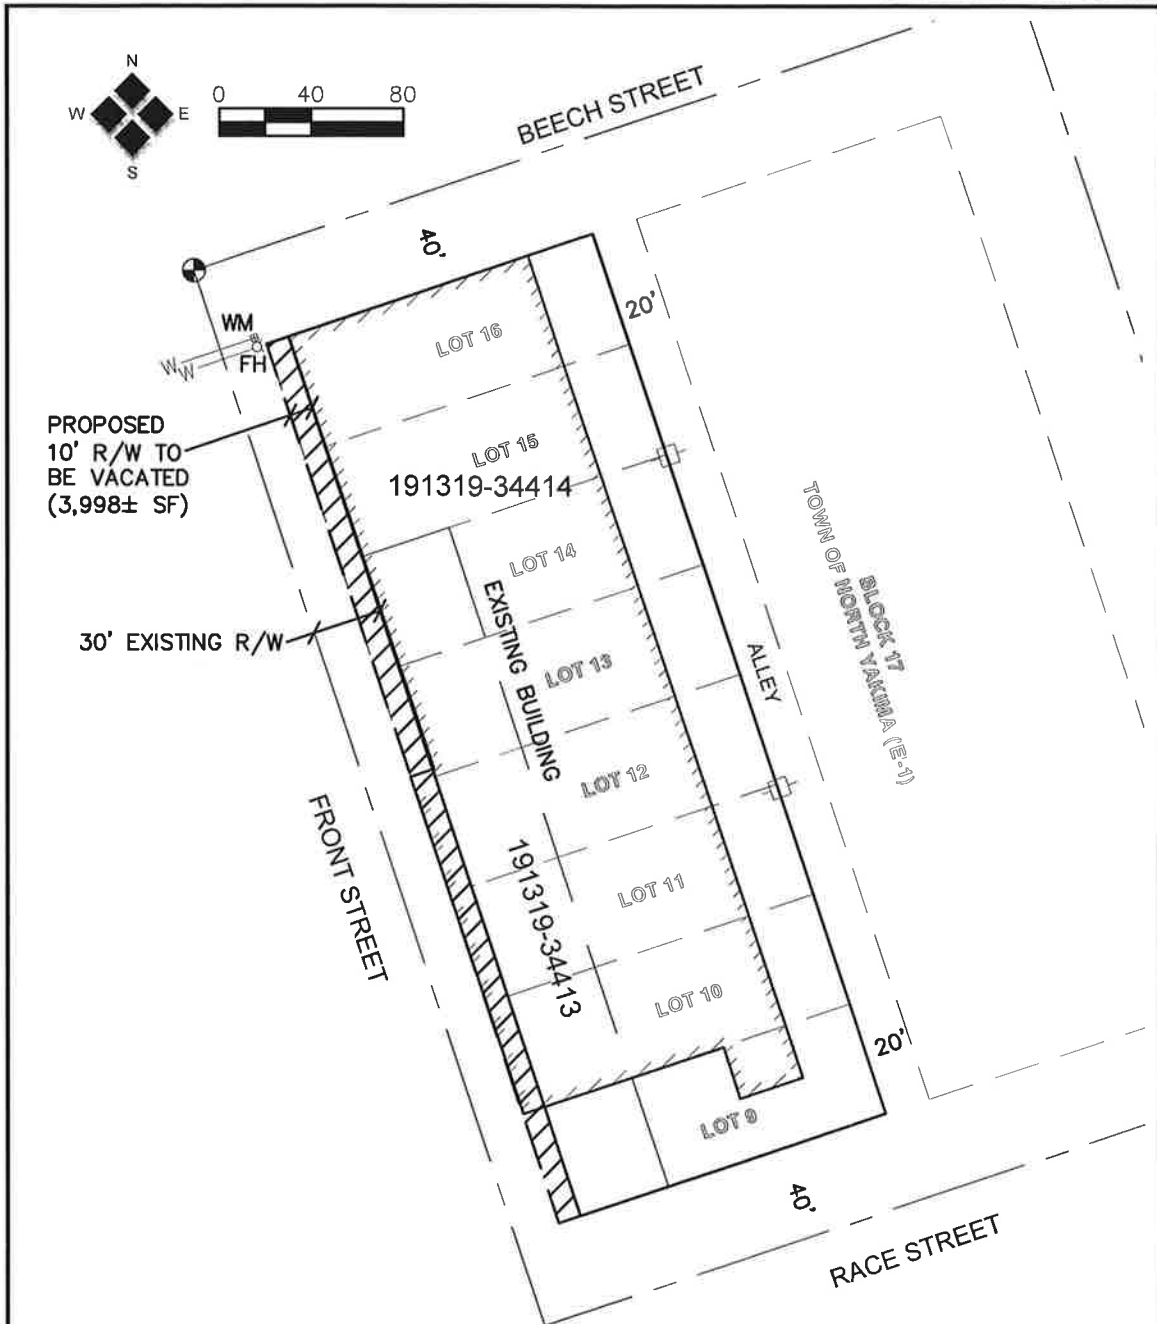 N
W E
S
0 40 80
BEECH STREET
40'
20'
WM
FH
W
W
LOT 16
PROPOSED
10' R/W TO
BE VACATED
(3,998± SF)
LOT 15
191319-34414
LOT 14
30' EXISTING R/W
EXISTING BUILDING
LOT 13
ALLEY
BLOCK 17
TOWN OF NORTH YAKIMA (E-1)
LOT 12
FRONT STREET
191319-34413
LOT 11
LOT 10
20'
LOT 9
40'
RACE STREET